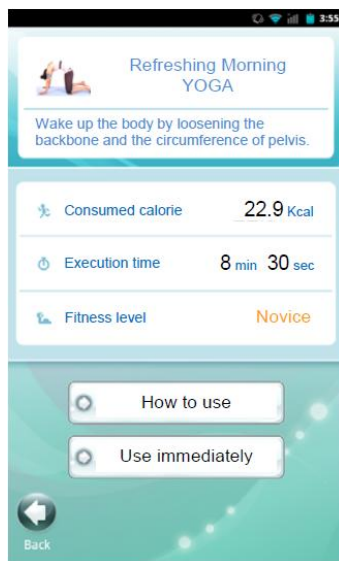 3:55
Refreshing Morning
YOGA
Wake up the body by loosening the
backbone and the circumference of pelvis.
Consumed calorie 22.9 Kcal
Execution time 8 min 30 sec
Fitness level Novice
How to use
Use immediately
Back